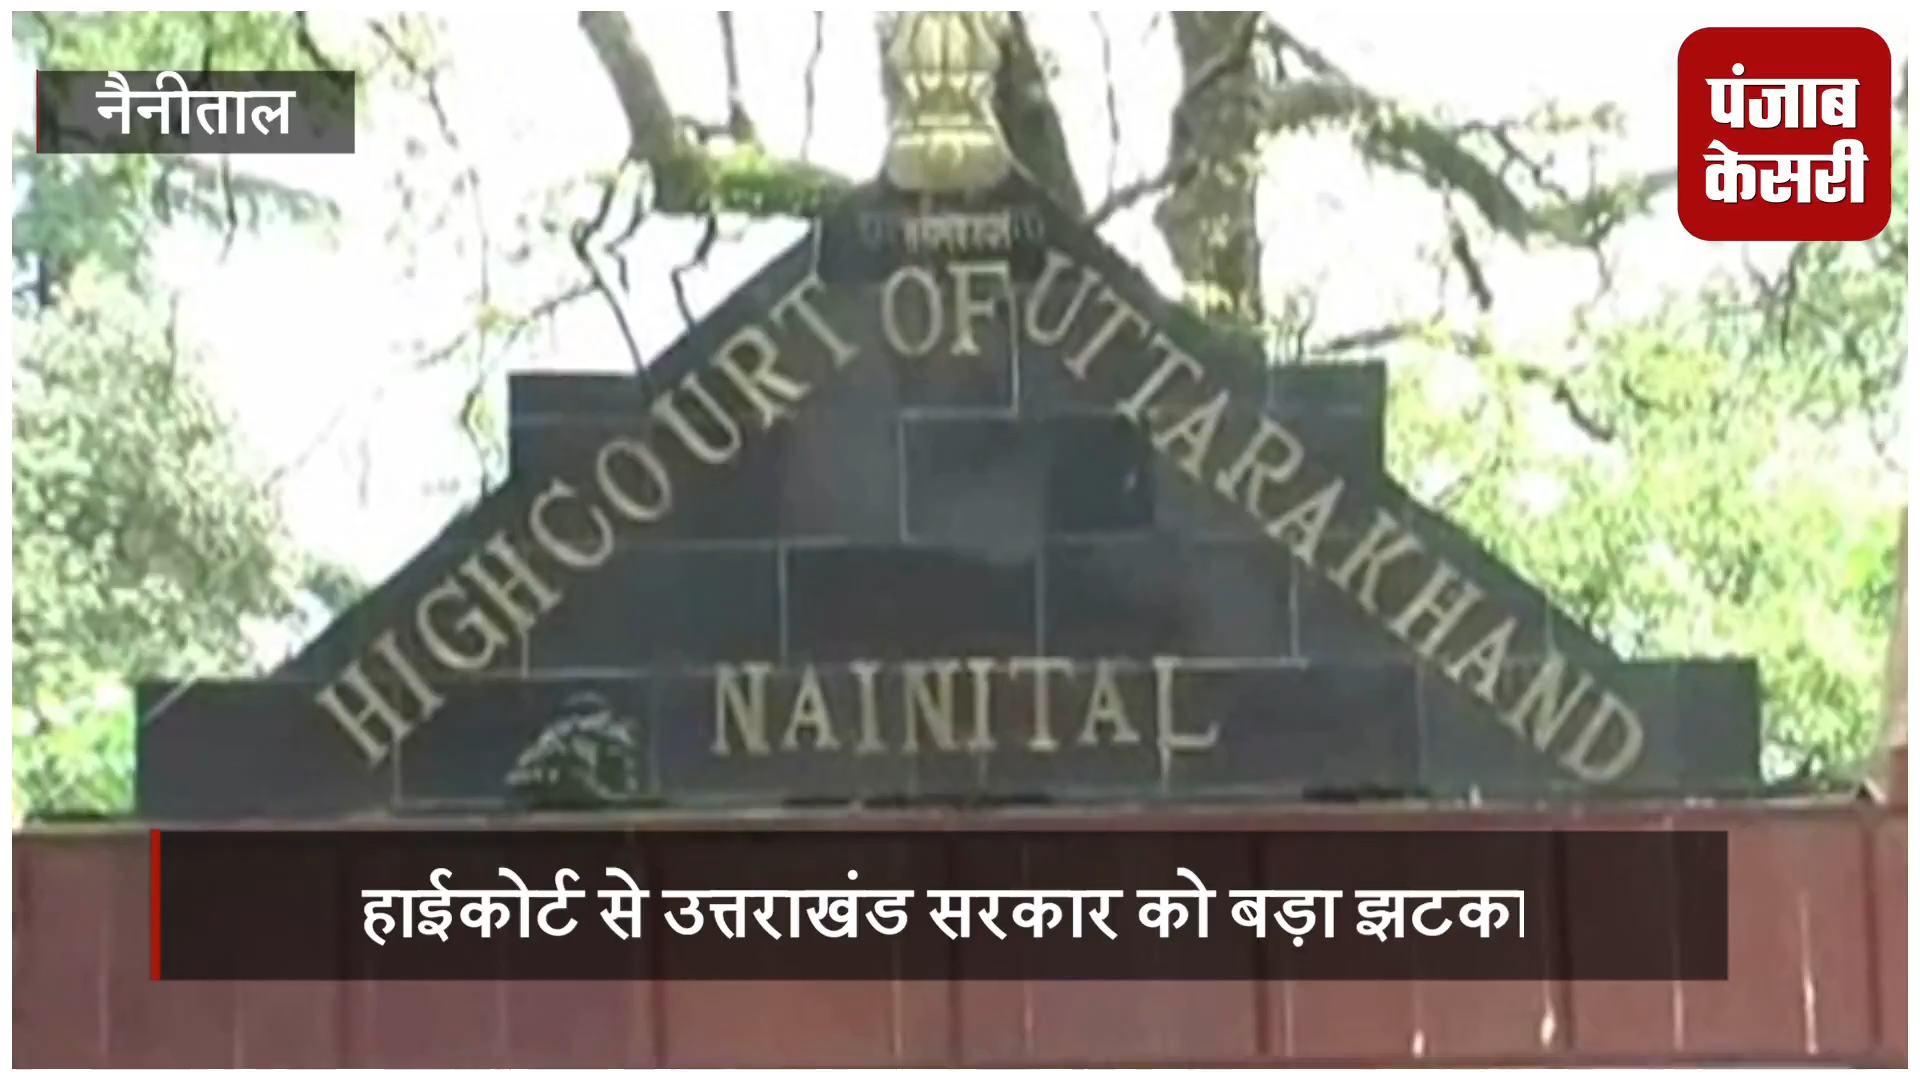 नैनीताल
पंजाब
केसरी
HIGHCOURT OF UTTARAKHAND
NAINITAL
हाईकोर्ट से उत्तराखंड सरकार को बड़ा झटका